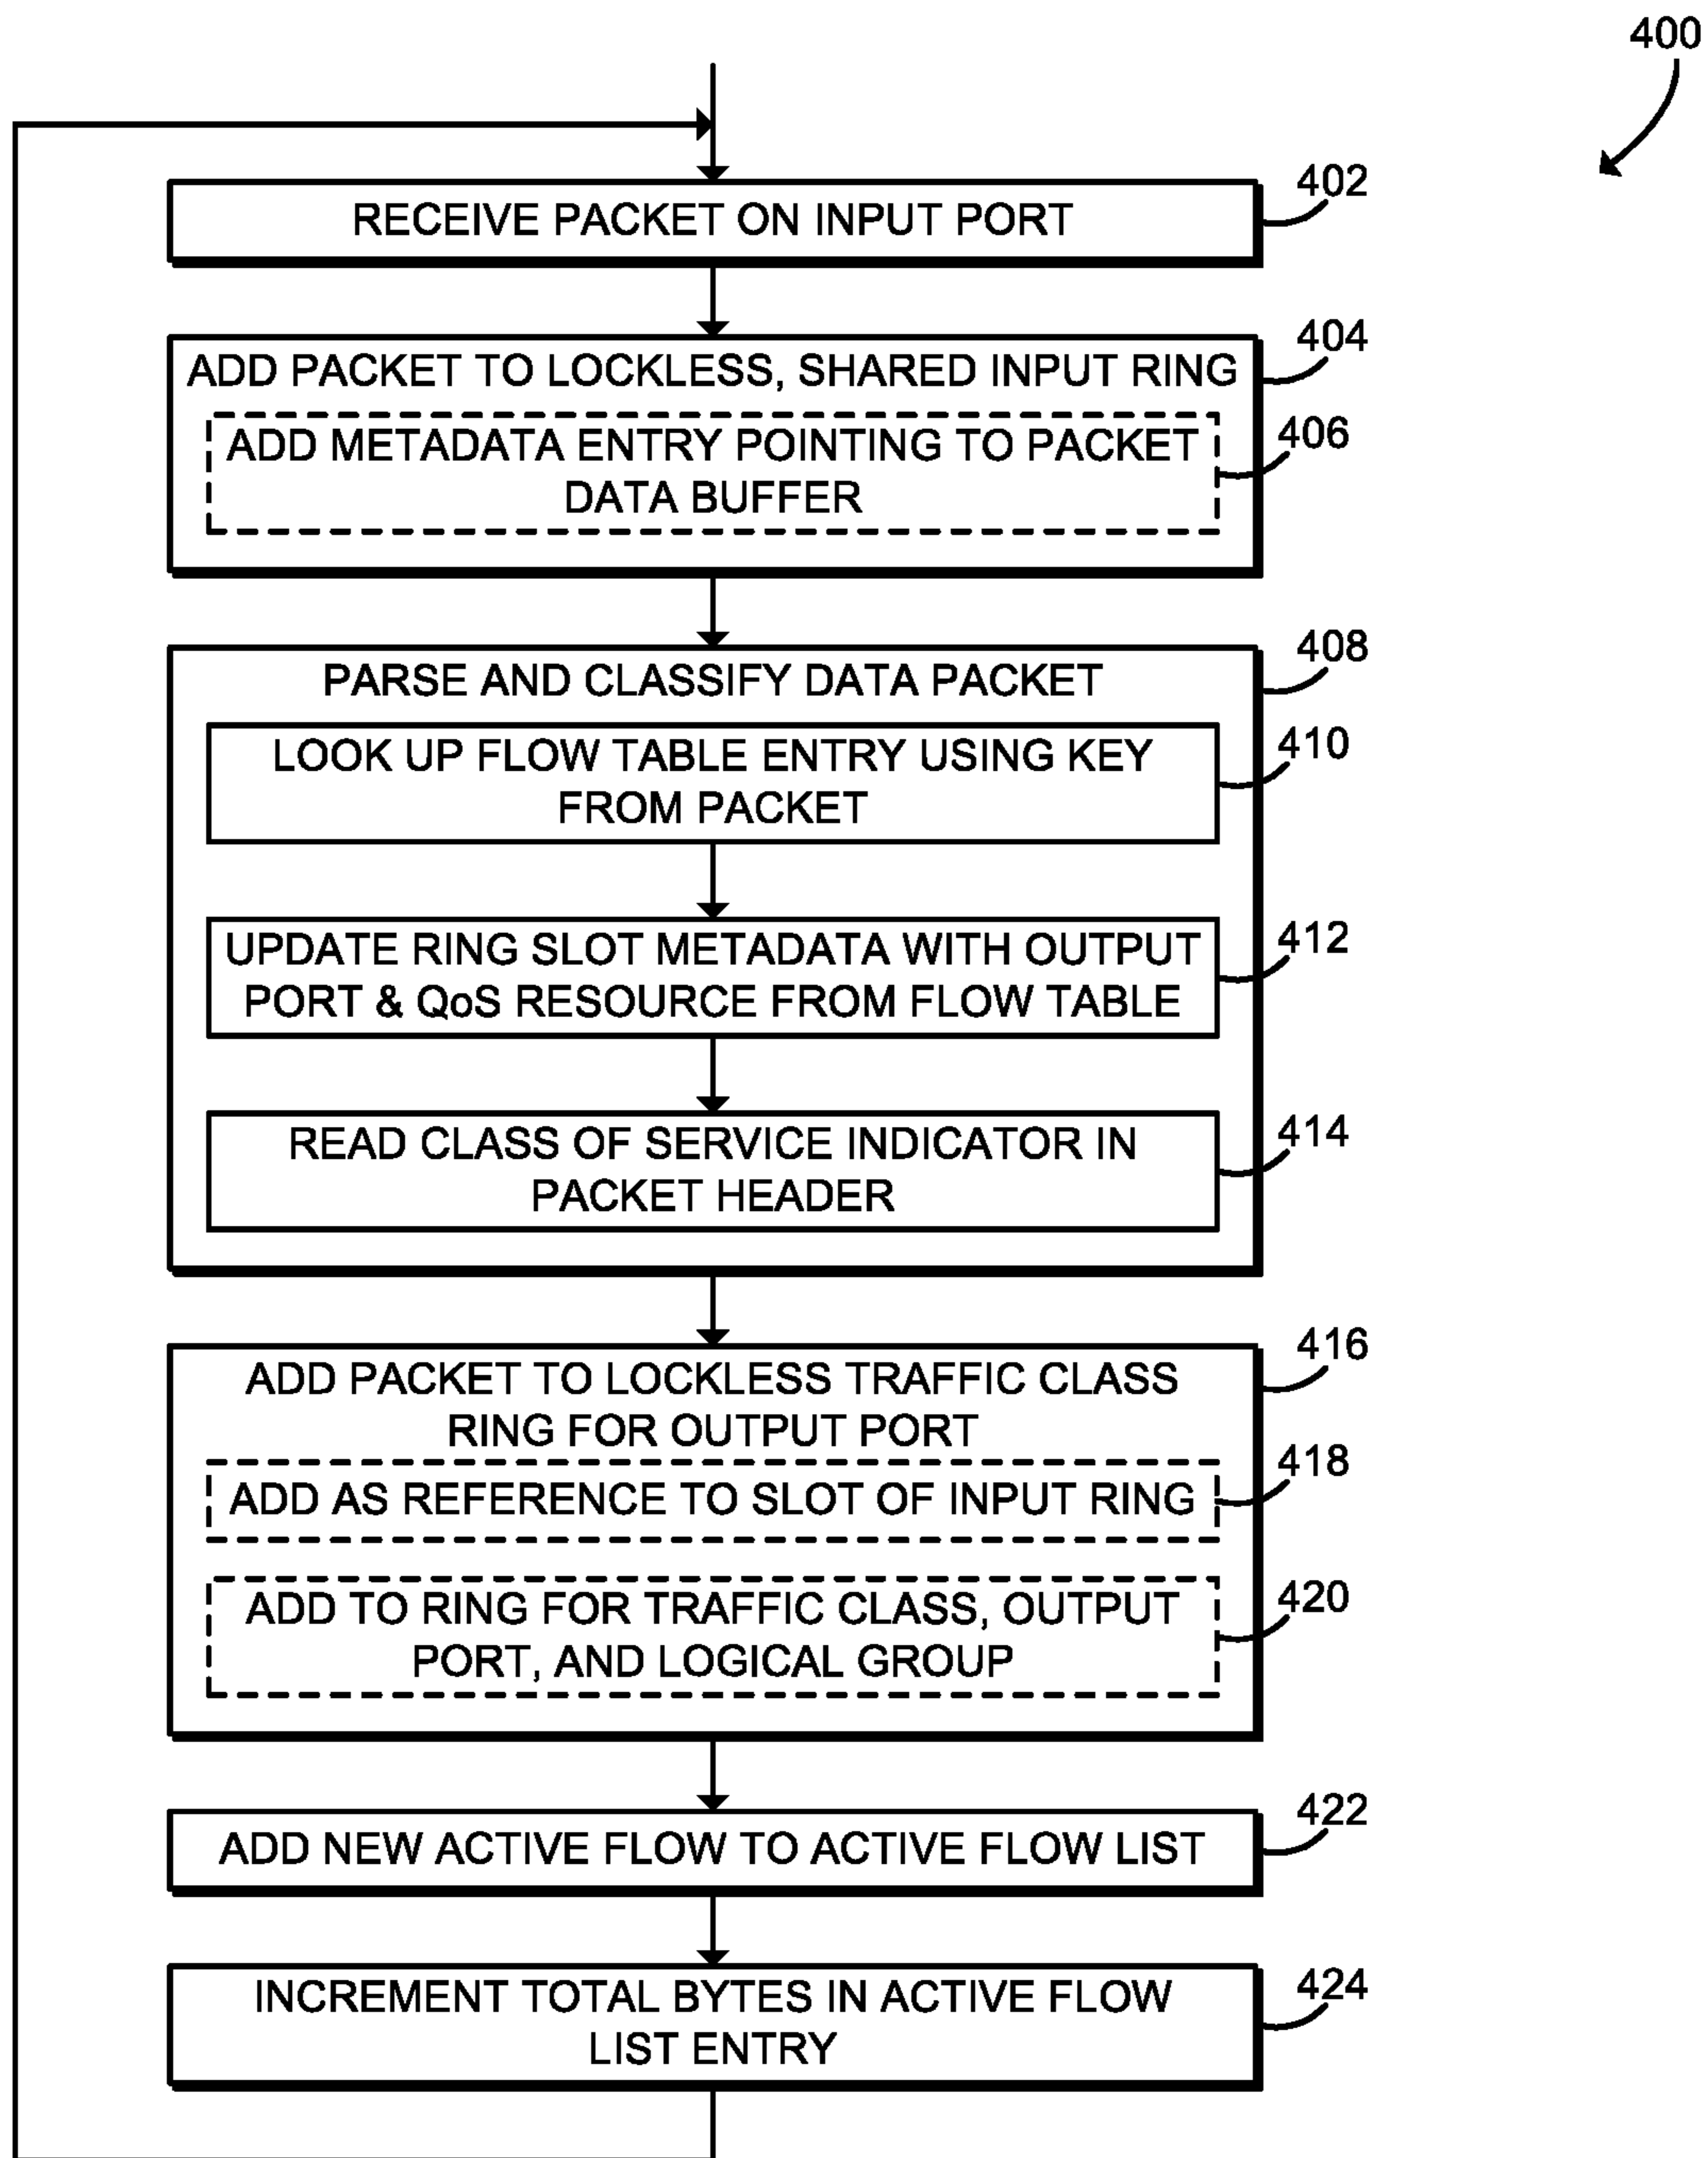 400
402
RECEIVE PACKET ON INPUT PORT
404
ADD PACKET TO LOCKLESS, SHARED INPUT RING
406
ADD METADATA ENTRY POINTING TO PACKET
DATA BUFFER
408
PARSE AND CLASSIFY DATA PACKET
410
LOOK UP FLOW TABLE ENTRY USING KEY
FROM PACKET
412
UPDATE RING SLOT METADATA WITH OUTPUT
PORT & QoS RESOURCE FROM FLOW TABLE
414
READ CLASS OF SERVICE INDICATOR IN
PACKET HEADER
416
ADD PACKET TO LOCKLESS TRAFFIC CLASS
RING FOR OUTPUT PORT
418
ADD AS REFERENCE TO SLOT OF INPUT RING
420
ADD TO RING FOR TRAFFIC CLASS, OUTPUT
PORT, AND LOGICAL GROUP
422
ADD NEW ACTIVE FLOW TO ACTIVE FLOW LIST
424
INCREMENT TOTAL BYTES IN ACTIVE FLOW
LIST ENTRY